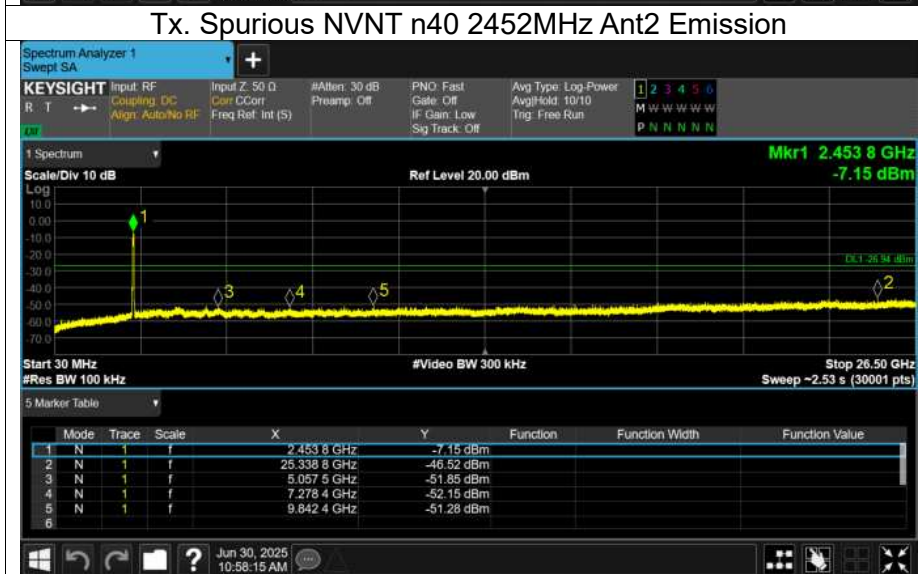 Tx. Spurious NVNT n40 2452MHz Ant2 Emission
Spectrum Analyzer 1
Swept SA
+
KEYSIGHT Input: RF Input Z: 50 Ω #Atten: 30 dB PNO: Fast Avg Type: Log-Power 1 2 3 4 5 6
R T Coupling: DC Corr CCorr Preamp: Off Gate: Off Avg|Hold: 10/10 M W W W W W
Align: Auto/No RF Freq Ref: Int (S) IF Gain: Low Trig: Free Run
Sig Track: Off P N N N N N
1 Spectrum Mkr1 2.453 8 GHz
Scale/Div 10 dB Ref Level 20.00 dBm -7.15 dBm
Log
10.0
0.00
-10.0
-20.0
-30.0
-40.0
-50.0
-60.0
-70.0
1
DL1 -26.94 dBm
2
3
4
5
Start 30 MHz #Video BW 300 kHz Stop 26.50 GHz
#Res BW 100 kHz Sweep ~2.53 s (30001 pts)
5 Marker Table
Mode Trace Scale X Y Function Function Width Function Value
1 N 1 f 2.453 8 GHz -7.15 dBm
2 N 1 f 25.338 8 GHz -46.52 dBm
3 N 1 f 5.057 5 GHz -51.85 dBm
4 N 1 f 7.278 4 GHz -52.15 dBm
5 N 1 f 9.842 4 GHz -51.28 dBm
6
? Jun 30, 2025
10:58:15 AM